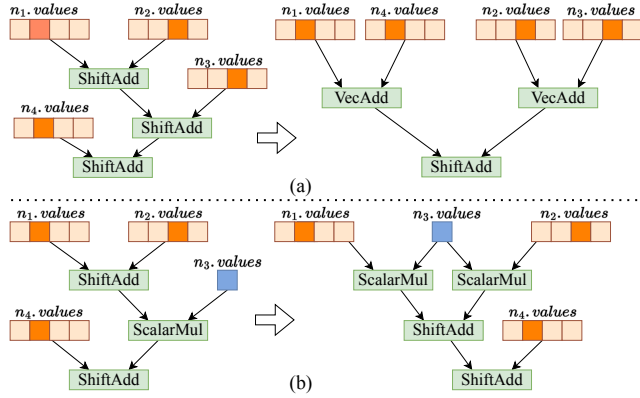 n₁.values n₂.values n₁.values n₄.values n₂.values n₃.values
n₃.values
ShiftAdd
VecAdd VecAdd
n₄.values
ShiftAdd
ShiftAdd ShiftAdd
(a)
n₁.values n₂.values n₁.values n₃.values n₂.values
n₃.values
ShiftAdd ScalarMul ScalarMul
n₄.values n₄.values
ScalarMul ShiftAdd
ShiftAdd ShiftAdd
(b)